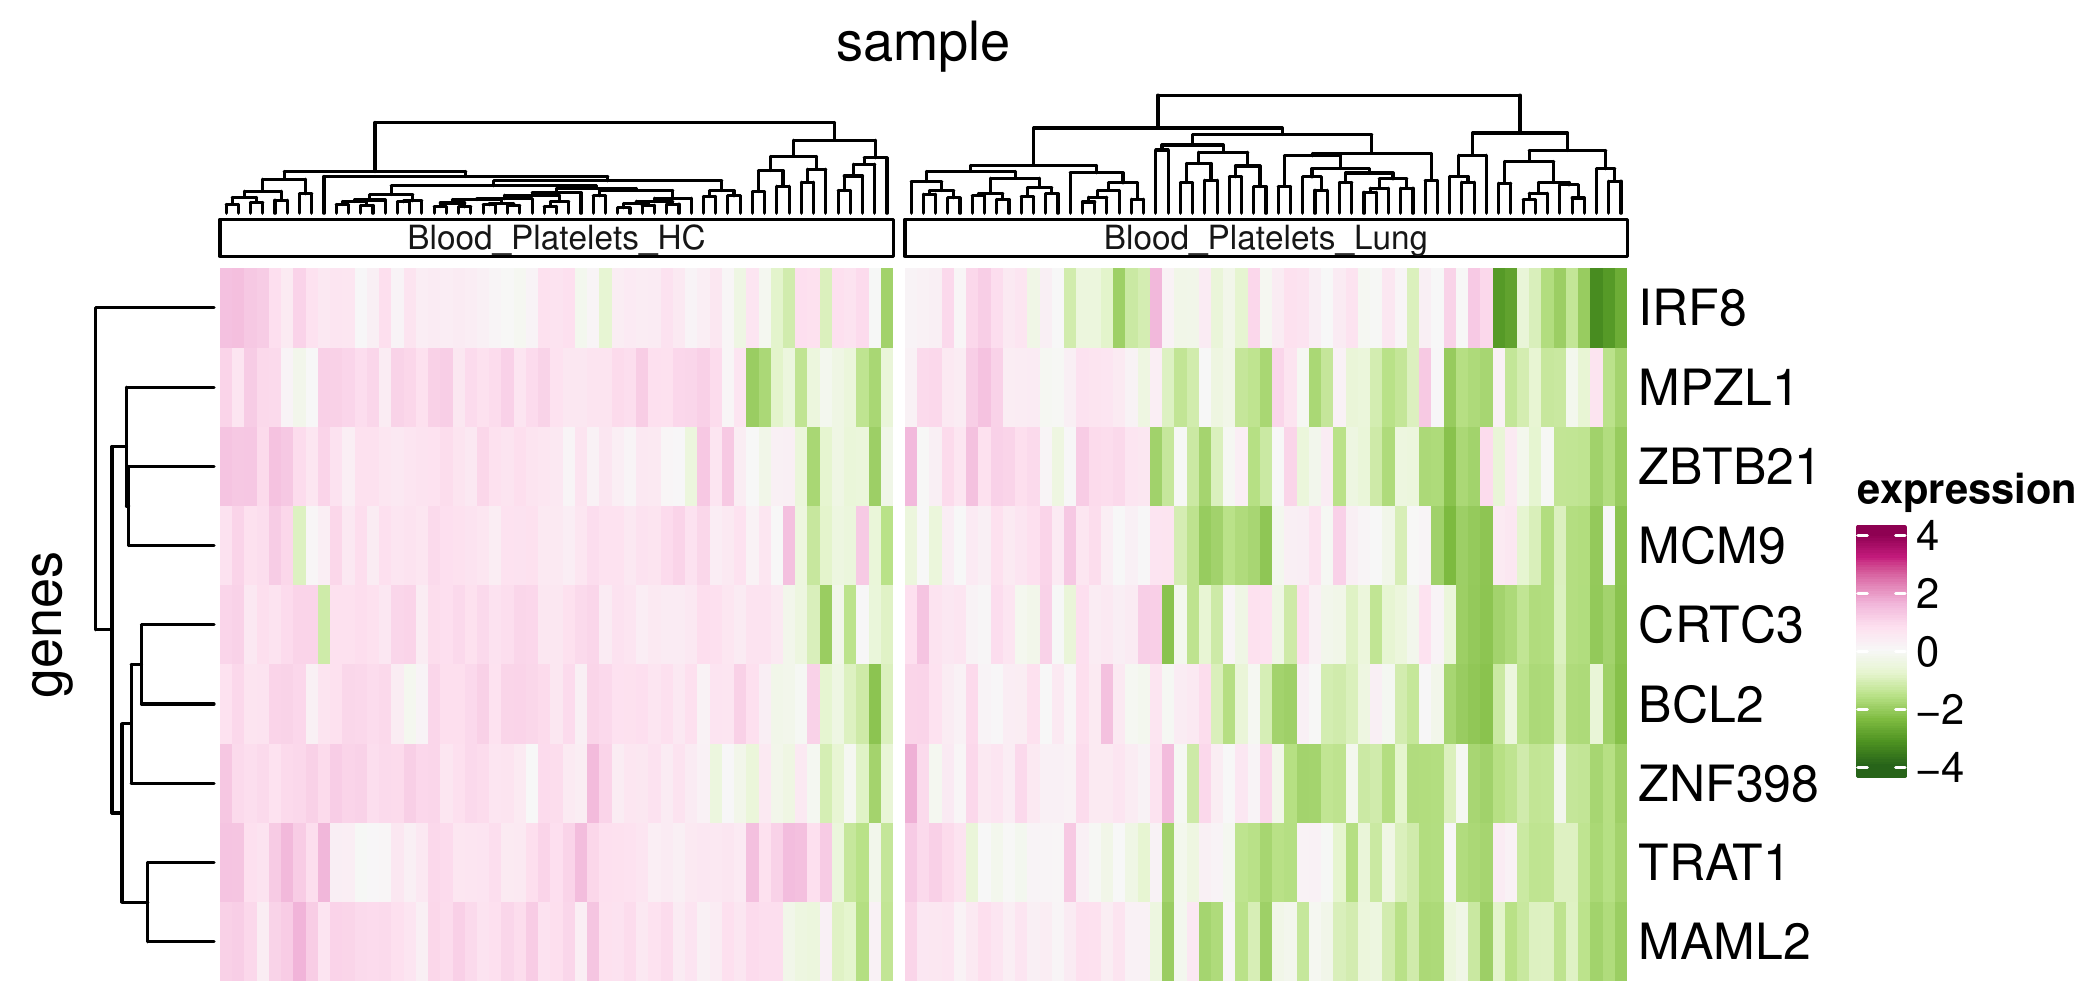 sample
Blood_Platelets_HC
Blood_Platelets_Lung
genes
IRF8
MPZL1
ZBTB21
MCM9
CRTC3
BCL2
ZNF398
TRAT1
MAML2
expression
4
2
0
−2
−4